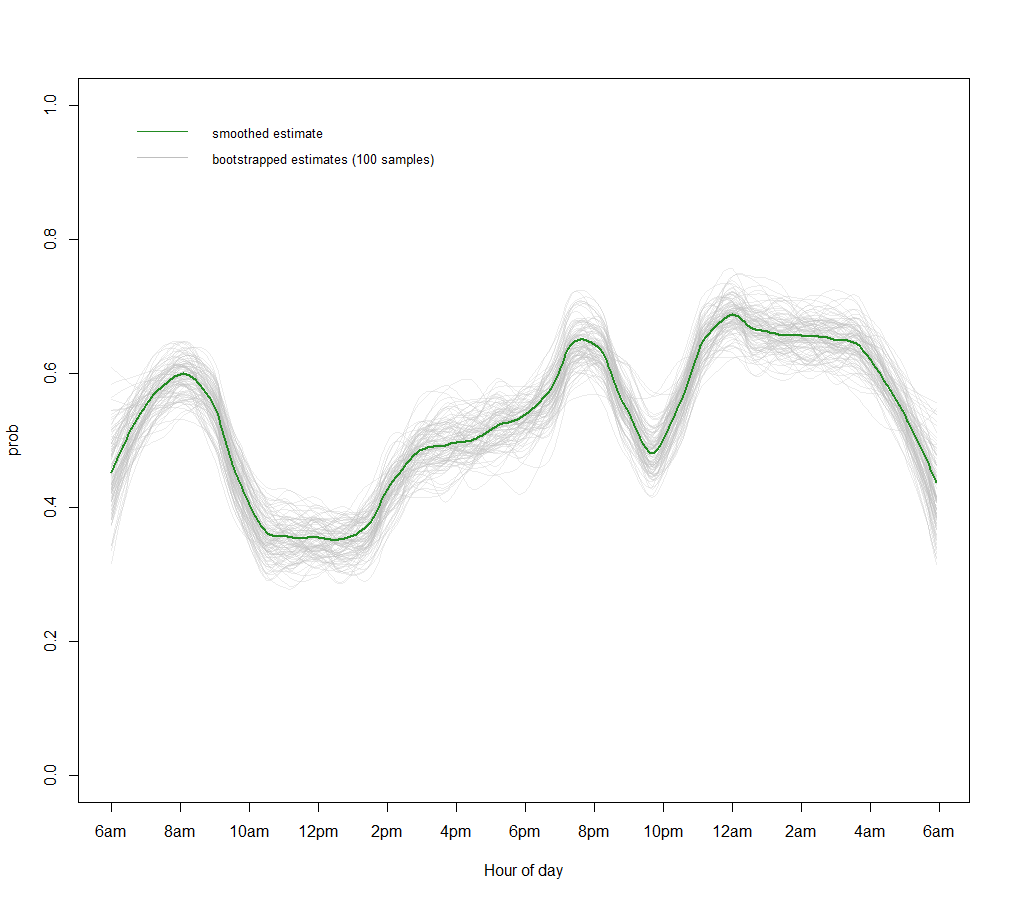 1.0
smoothed estimate
bootstrapped estimates (100 samples)
0.8
0.6
prob
0.4
0.2
0.0
6am 8am 10am 12pm 2pm 4pm 6pm 8pm 10pm 12am 2am 4am 6am
Hour of day